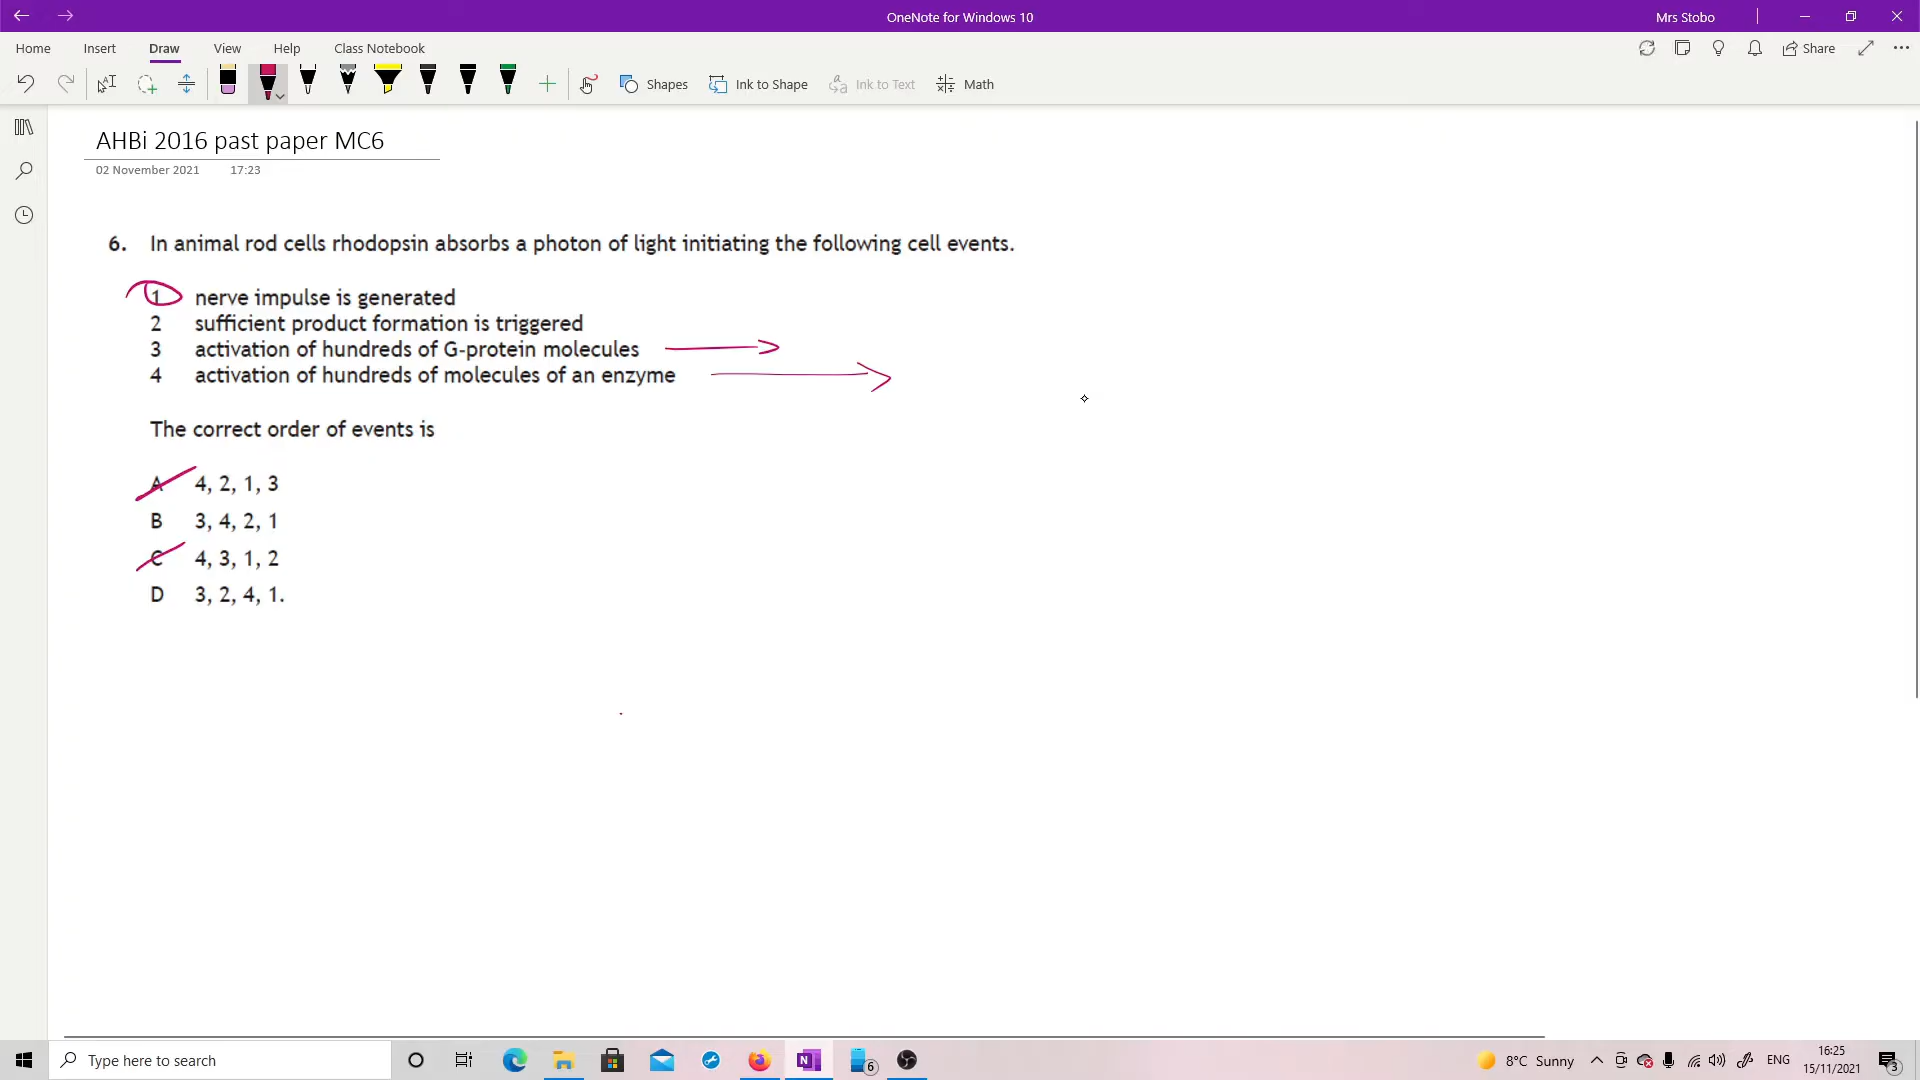 OneNote for Windows 10
Mrs Stobo
Home Insert Draw View Help Class Notebook
Share
Shapes Ink to Shape Ink to Text Math
AHBi 2016 past paper MC6
02 November 2021 17:23
6. In animal rod cells rhodopsin absorbs a photon of light initiating the following cell events.
1 nerve impulse is generated
2 sufficient product formation is triggered
3 activation of hundreds of G-protein molecules
4 activation of hundreds of molecules of an enzyme
The correct order of events is
A 4, 2, 1, 3
B 3, 4, 2, 1
C 4, 3, 1, 2
D 3, 2, 4, 1.
Type here to search
6
8°C Sunny
ENG
16:25
15/11/2021
3